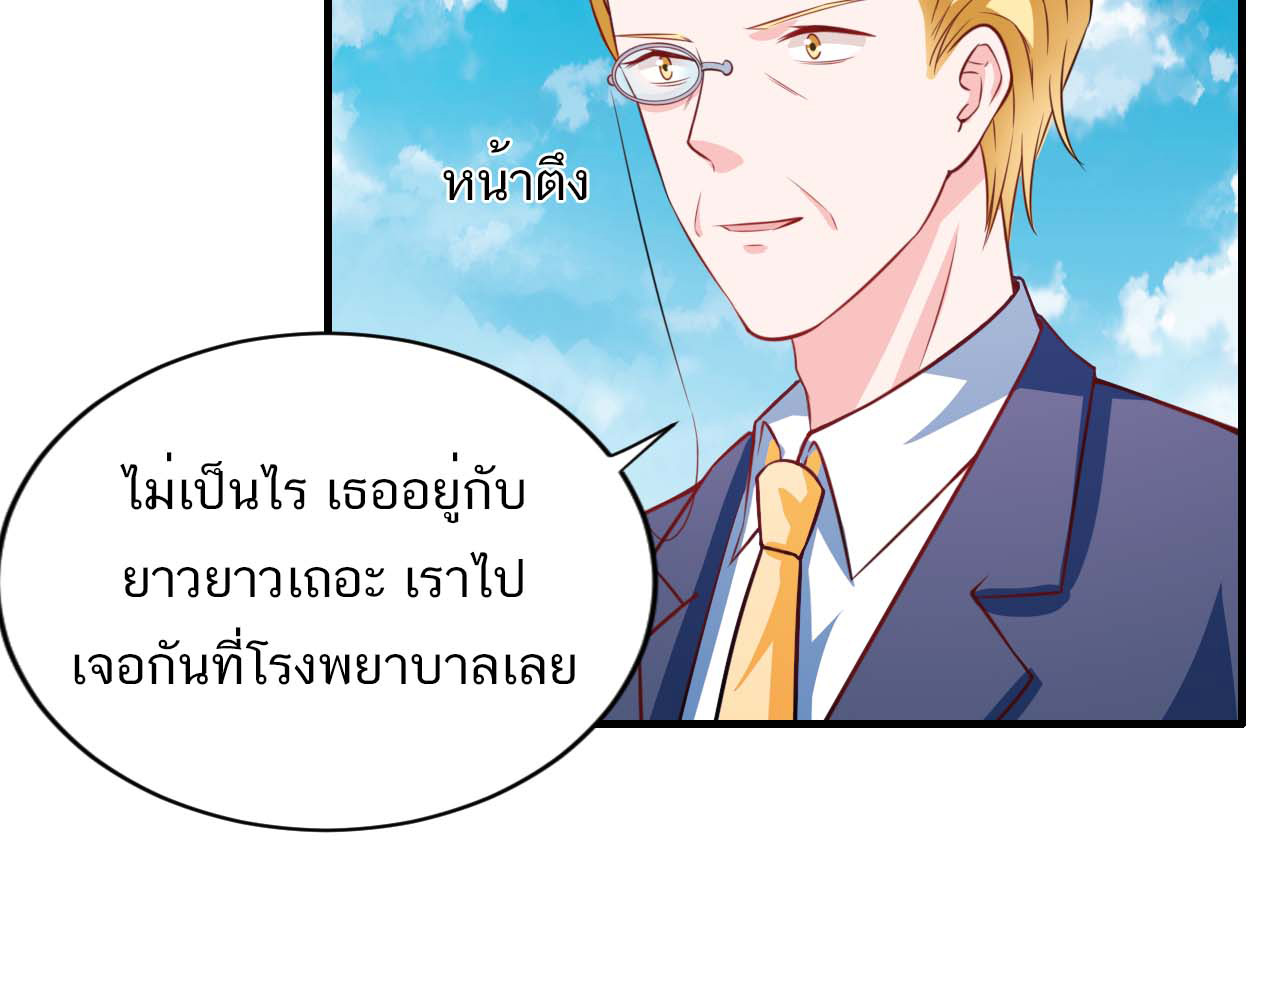 หน้าตึง
ไม่เป็นไร เธออยู่กับ
ยาวยาวเถอะ เราไป
เจอกันที่โรงพยาบาลเลย